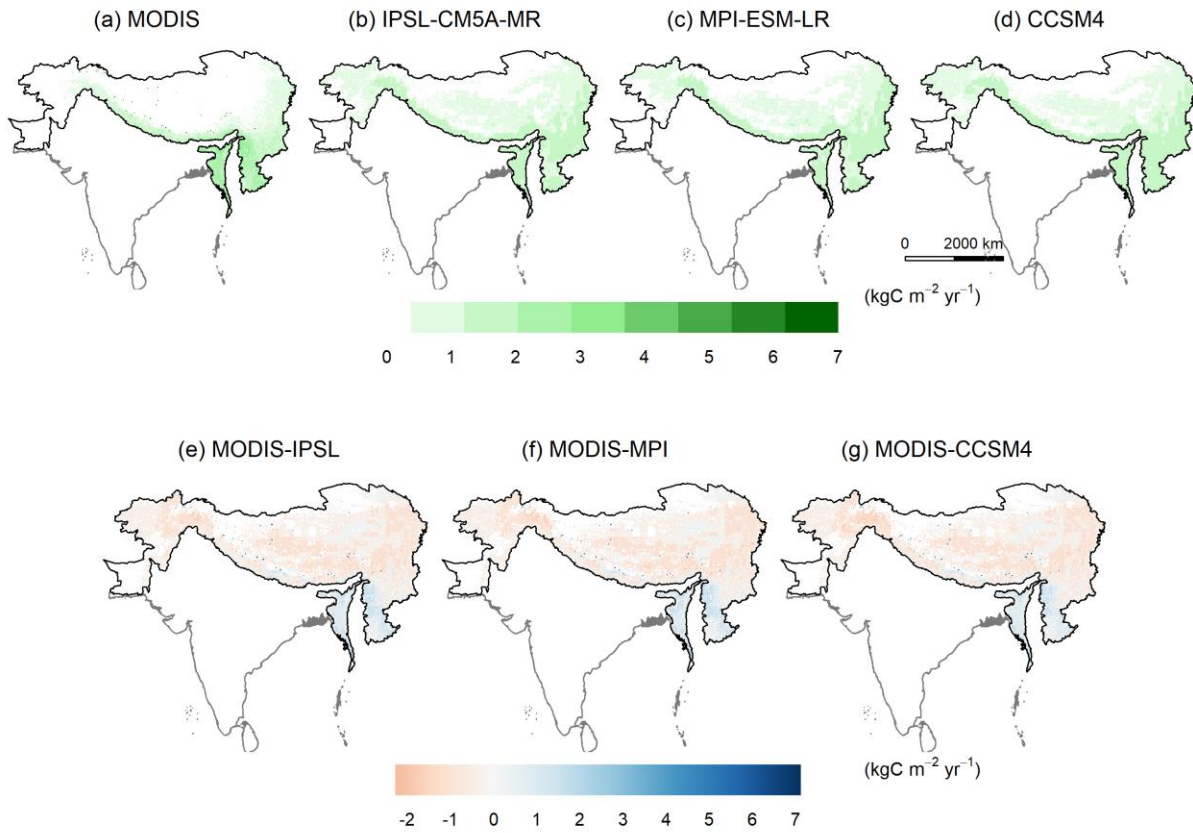 (a) MODIS (b) IPSL-CM5A-MR (c) MPI-ESM-LR (d) CCSM4
0 2000 km
(kgC m⁻² yr⁻¹)
0 1 2 3 4 5 6 7
(e) MODIS-IPSL (f) MODIS-MPI (g) MODIS-CCSM4
(kgC m⁻² yr⁻¹)
-2 -1 0 1 2 3 4 5 6 7